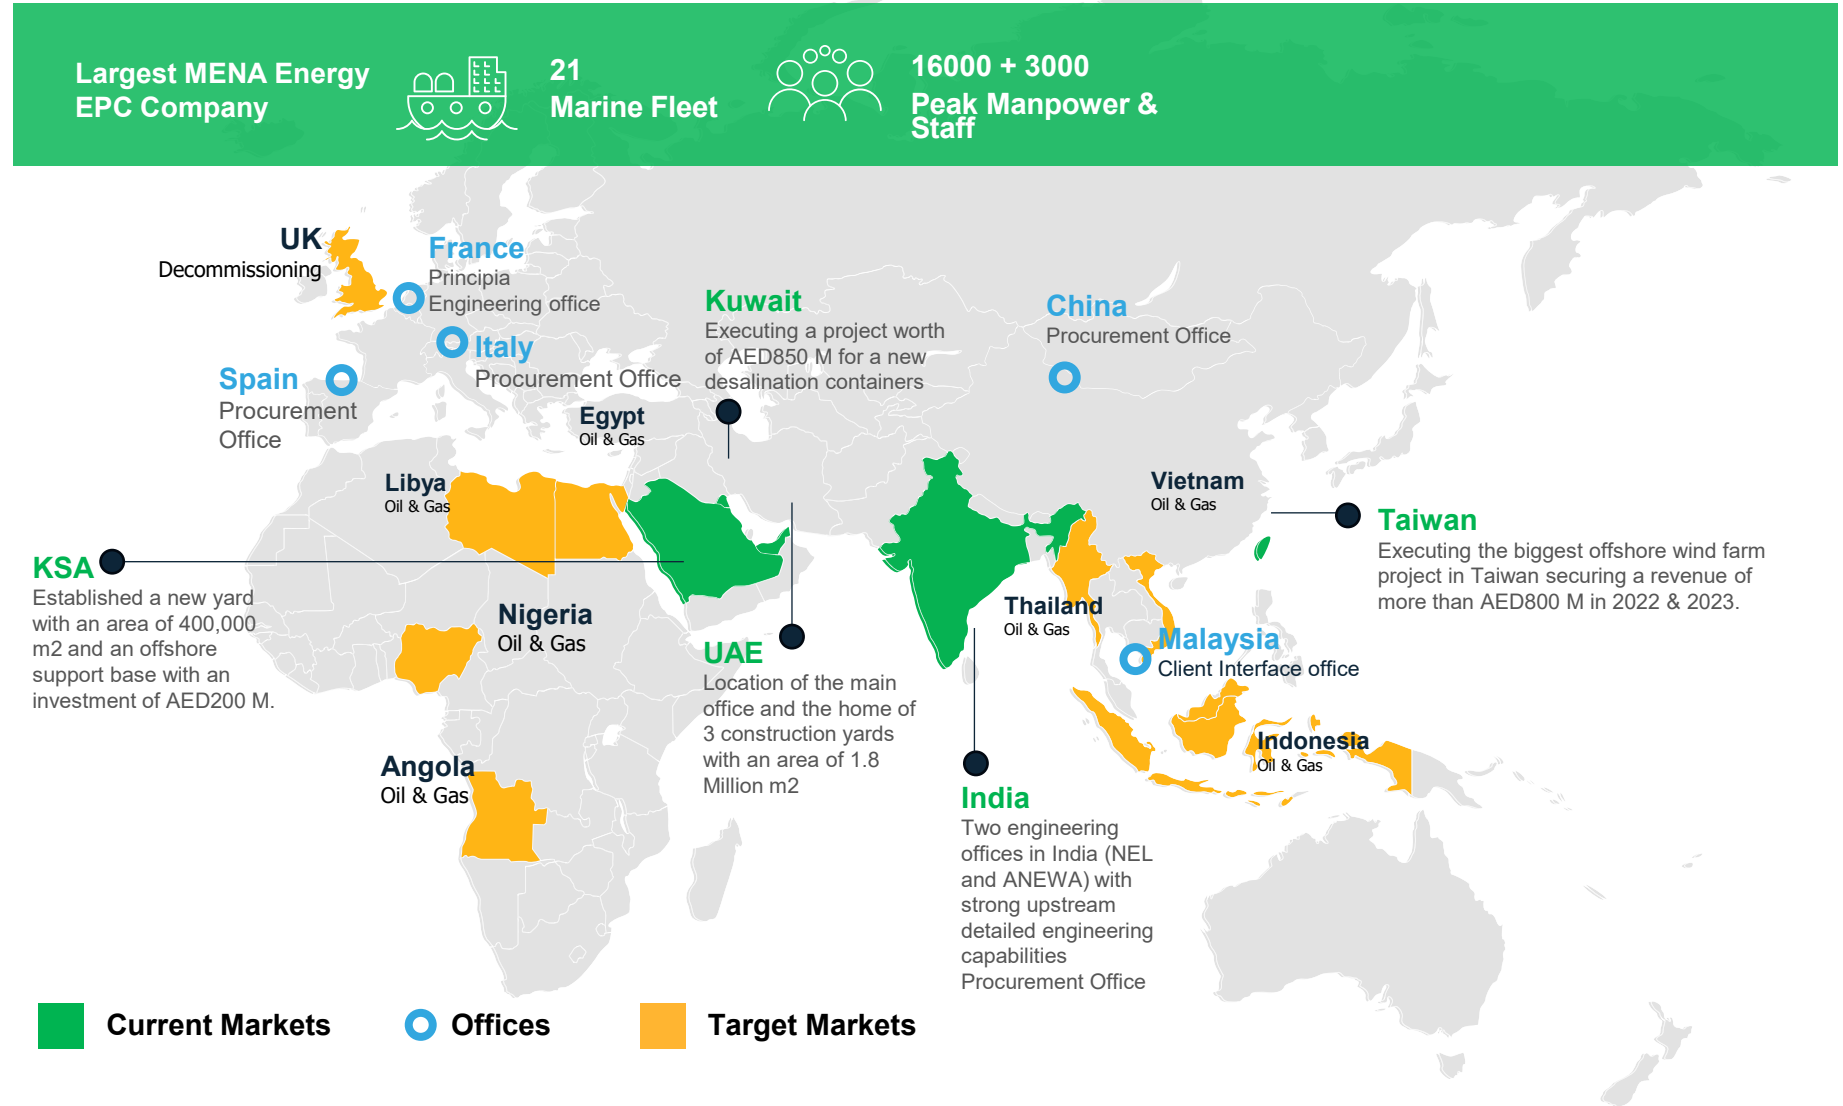 Largest MENA Energy
EPC Company
21
Marine Fleet
16000 + 3000
Peak Manpower &
Staff
UK
Decommissioning
France
Principia
Engineering office
Italy
Procurement Office
Spain
Procurement
Office
Kuwait
Executing a project worth
of AED850 M for a new
desalination containers
China
Procurement Office
Egypt
Oil & Gas
Libya
Oil & Gas
Vietnam
Oil & Gas
Taiwan
Executing the biggest offshore wind farm
project in Taiwan securing a revenue of
more than AED800 M in 2022 & 2023.
KSA
Established a new yard
with an area of 400,000
m2 and an offshore
support base with an
investment of AED200 M.
Nigeria
Oil & Gas
Thailand
Oil & Gas
Malaysia
Client Interface office
UAE
Location of the main
office and the home of
3 construction yards
with an area of 1.8
Million m2
Angola
Oil & Gas
Indonesia
Oil & Gas
India
Two engineering
offices in India (NEL
and ANEWA) with
strong upstream
detailed engineering
capabilities
Procurement Office
Current Markets
Offices
Target Markets